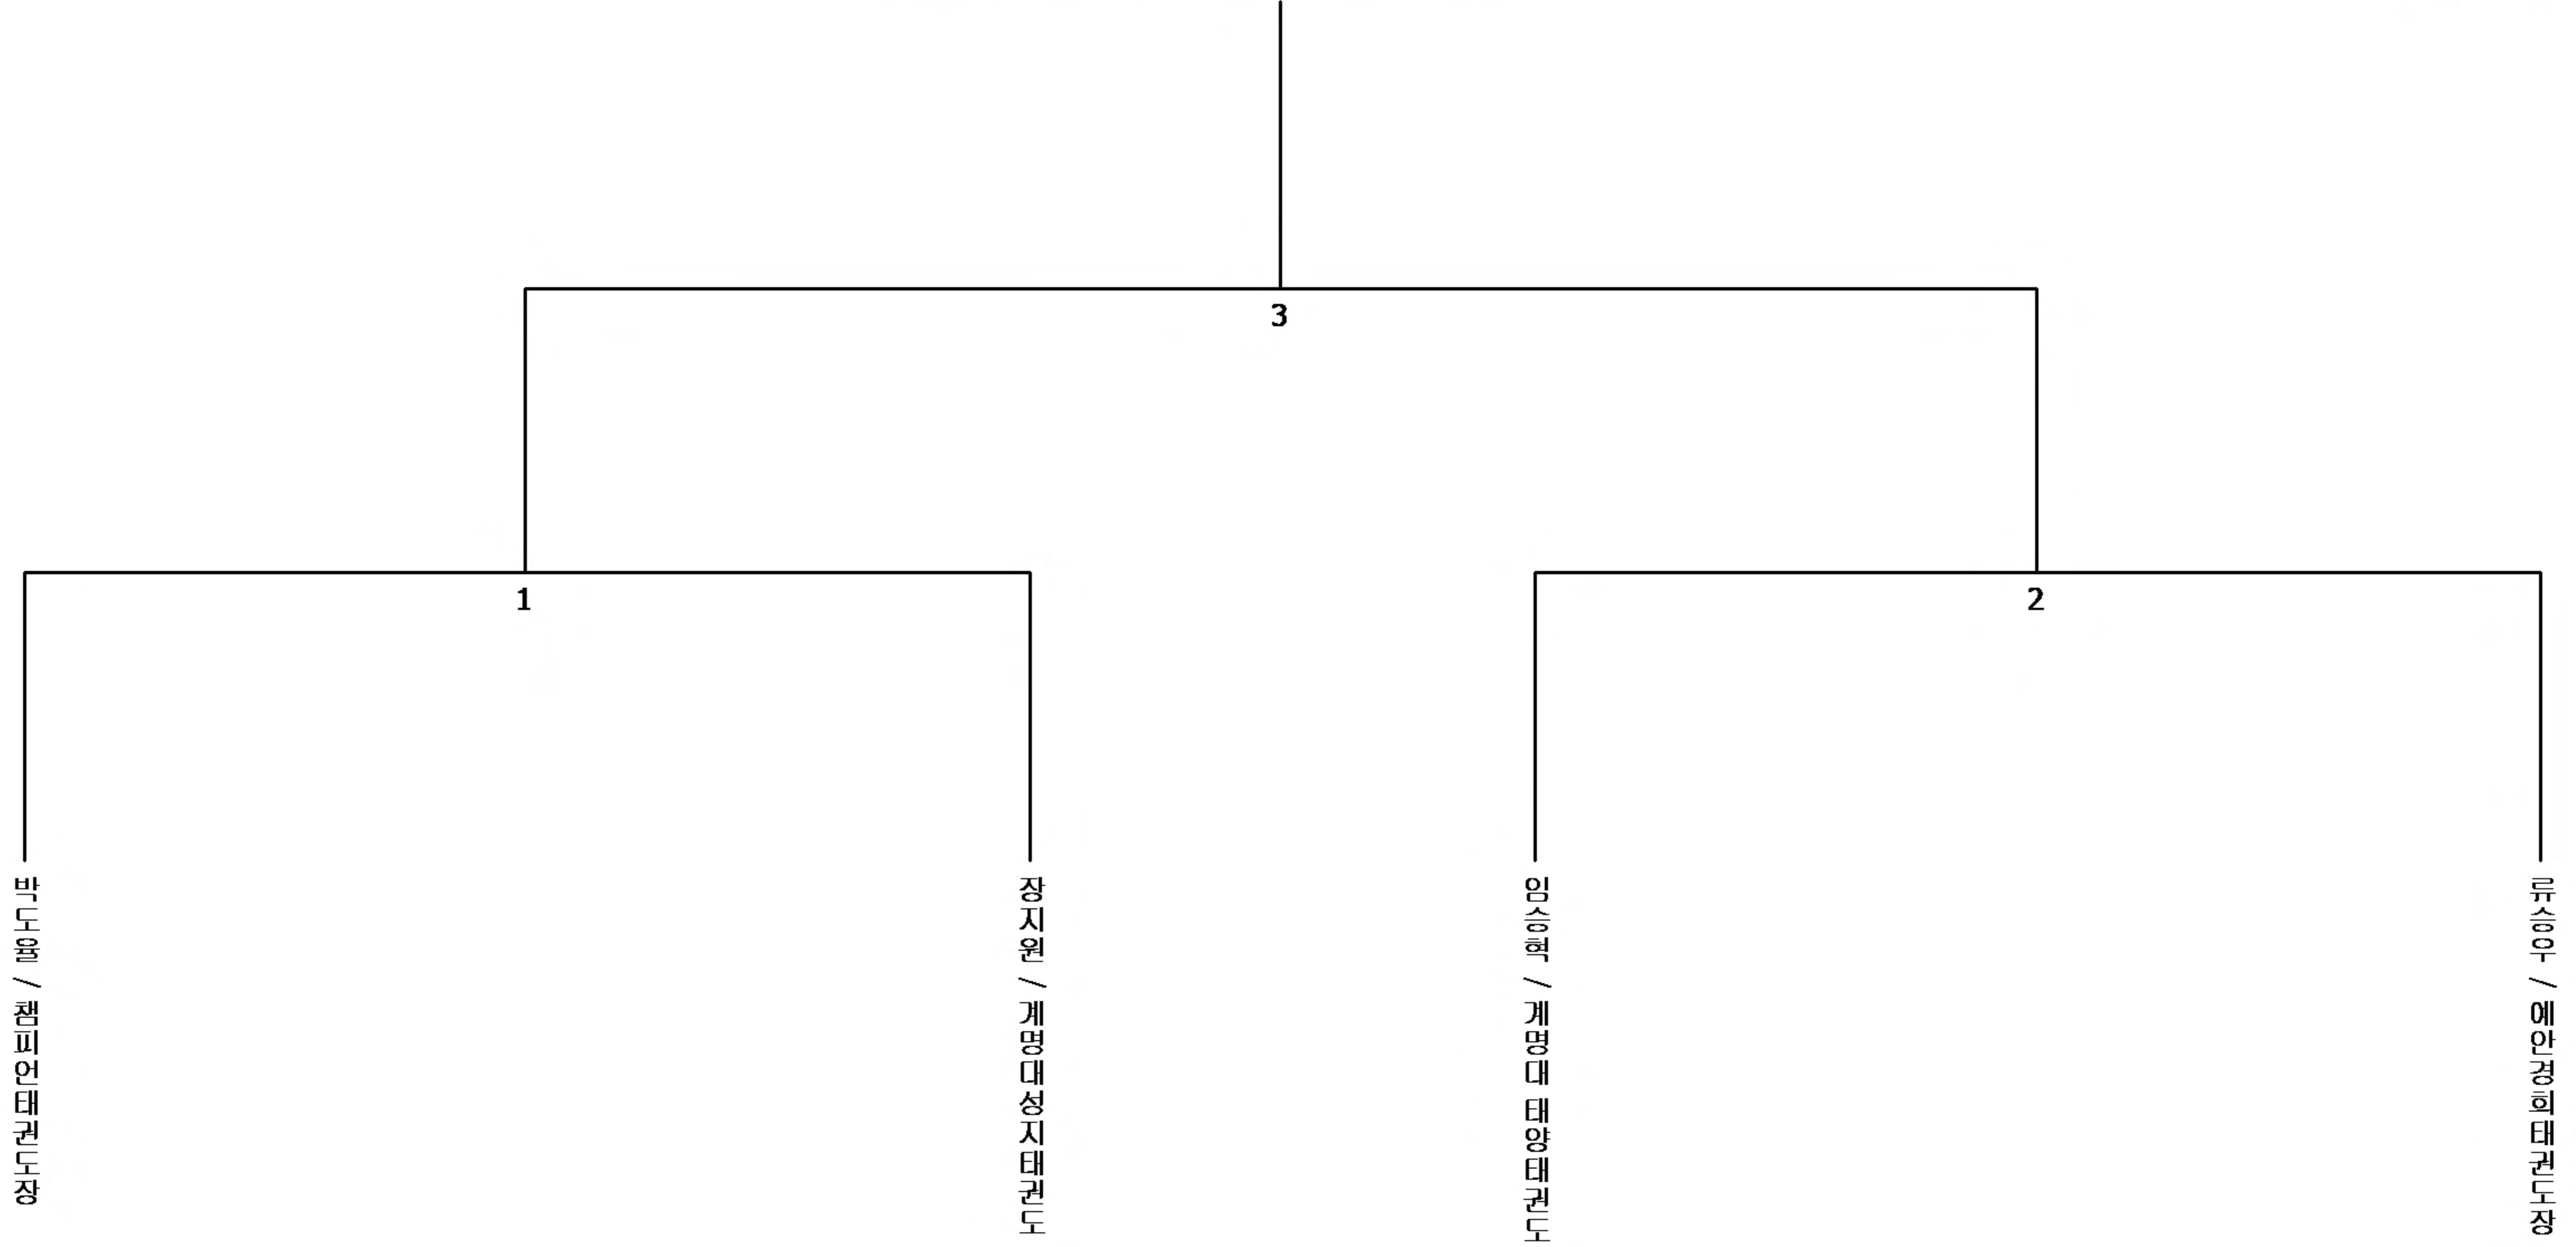 3
1
2
박도율 / 챔피언태권도장
장지원 / 계명대성지태권도
임승혁 / 계명대 태양태권도
류승우 / 예안경희태권도장